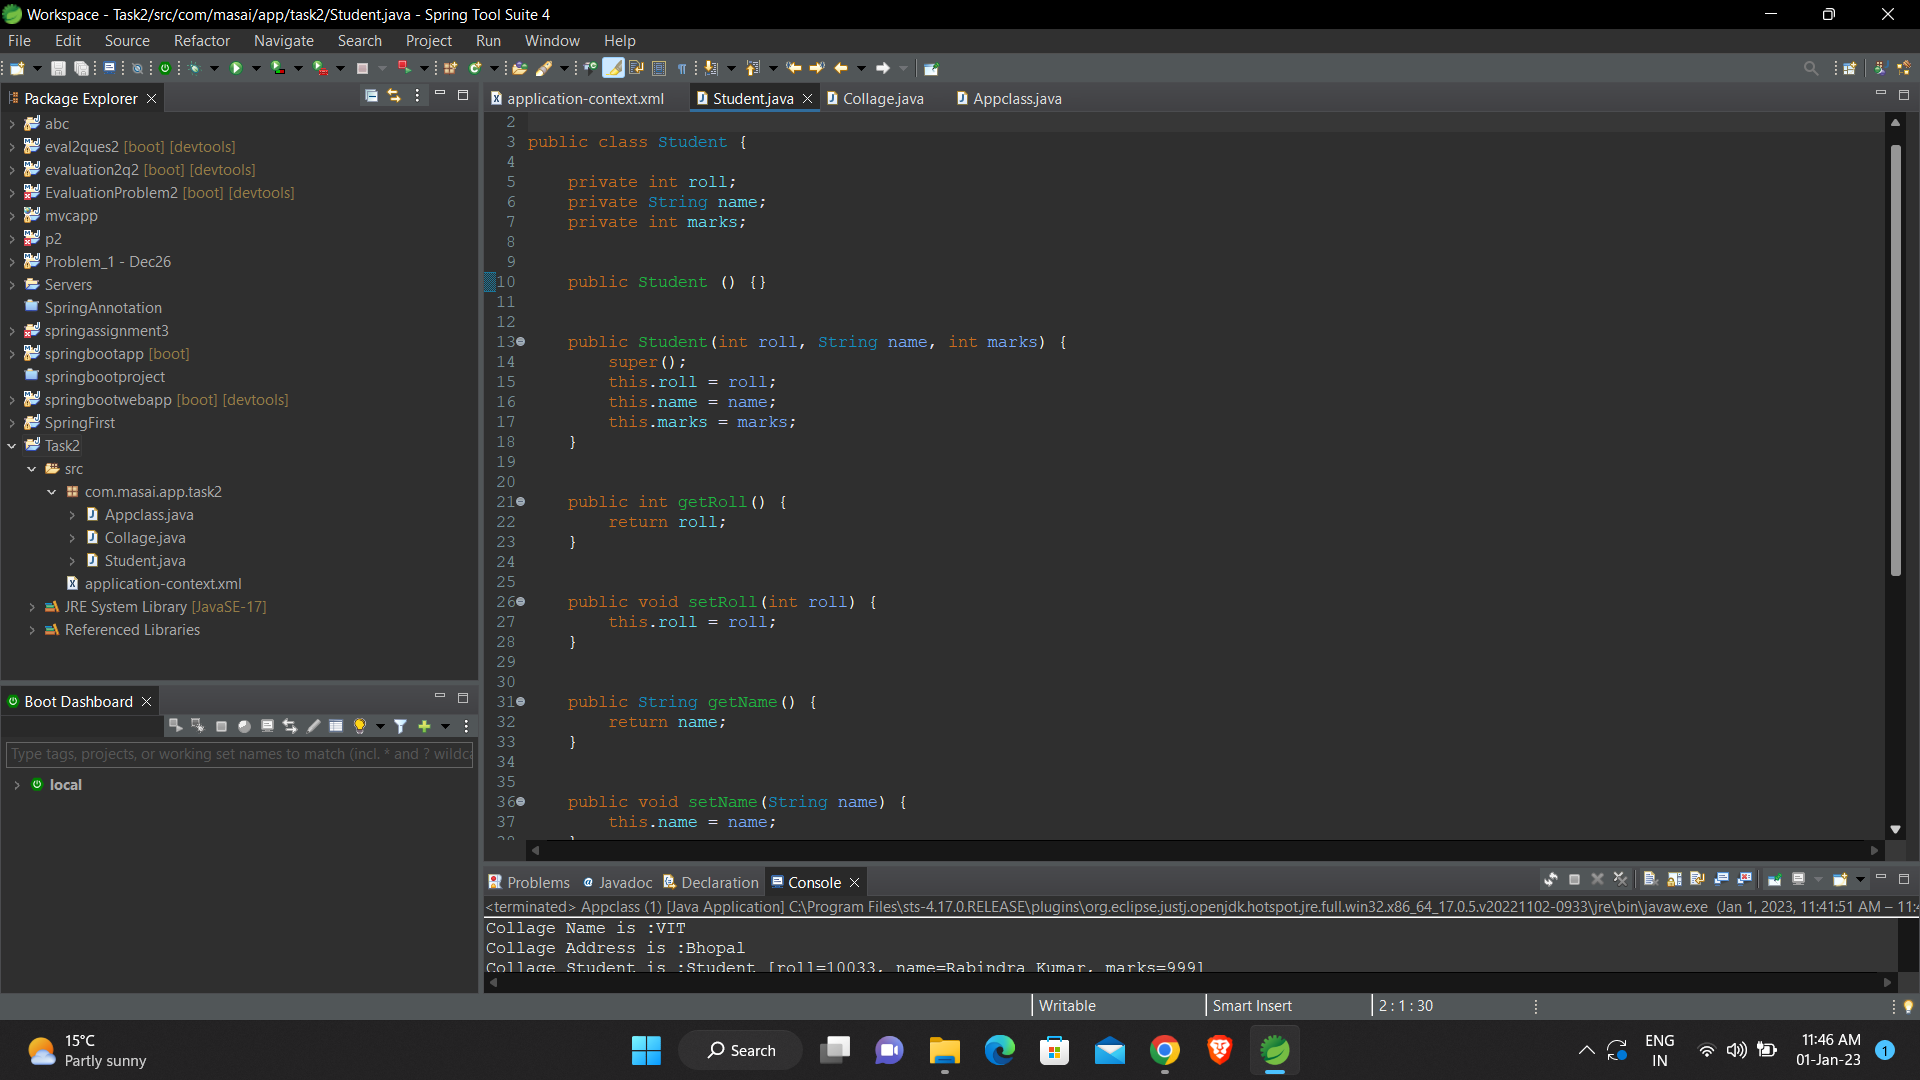 Workspace - Task2/src/com/masai/app/task2/Student.java - Spring Tool Suite 4
File Edit Source Refactor Navigate Search Project Run Window Help
Package Explorer
abc
eval2ques2 [boot] [devtools]
evaluation2q2 [boot] [devtools]
EvaluationProblem2 [boot] [devtools]
mvcapp
p2
Problem_1 - Dec26
Servers
SpringAnnotation
springassignment3
springbootapp [boot]
springbootproject
springbootwebapp [boot] [devtools]
SpringFirst
Task2
src
com.masai.app.task2
Appclass.java
Collage.java
Student.java
application-context.xml
JRE System Library [JavaSE-17]
Referenced Libraries
Boot Dashboard
Type tags, projects, or working set names to match (incl. * and ? wildca
local
application-context.xml Student.java Collage.java Appclass.java
2
3 public class Student {
4
5 private int roll;
6 private String name;
7 private int marks;
8
9
10 public Student () {}
11
12
13 public Student(int roll, String name, int marks) {
14 super();
15 this.roll = roll;
16 this.name = name;
17 this.marks = marks;
18 }
19
20
21 public int getRoll() {
22 return roll;
23 }
24
25
26 public void setRoll(int roll) {
27 this.roll = roll;
28 }
29
30
31 public String getName() {
32 return name;
33 }
34
35
36 public void setName(String name) {
37 this.name = name;
Problems Javadoc Declaration Console
<terminated> Appclass (1) [Java Application] C:\Program Files\sts-4.17.0.RELEASE\plugins\org.eclipse.justj.openjdk.hotspot.jre.full.win32.x86_64_17.0.5.v20221102-0933\jre\bin\javaw.exe (Jan 1, 2023, 11:41:51 AM – 11:4
Collage Name is :VIT
Collage Address is :Bhopal
Collage Student is :Student [roll=10033, name=Rabindra Kumar, marks=999]
Writable Smart Insert 2 : 1 : 30
15°C
Partly sunny
Search
ENG
IN
11:46 AM
01-Jan-23
1